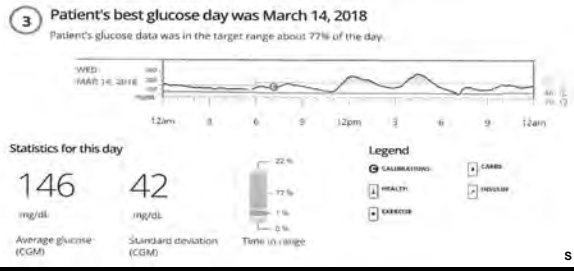 3 Patient's best glucose day was March 14, 2018
Patient's glucose data was in the target range about 77% of the day.
WED
MAR 14, 2018
12am 3 6 9 12pm 3 6 9 12am
Statistics for this day
146
mg/dL
Average glucose
(CGM)
42
mg/dL
Standard deviation
(CGM)
22 %
77 %
1 %
0 %
Time in range
Legend
C CALIBRATIONS
CARBS
HEALTH
INSULIN
EXERCISE
S